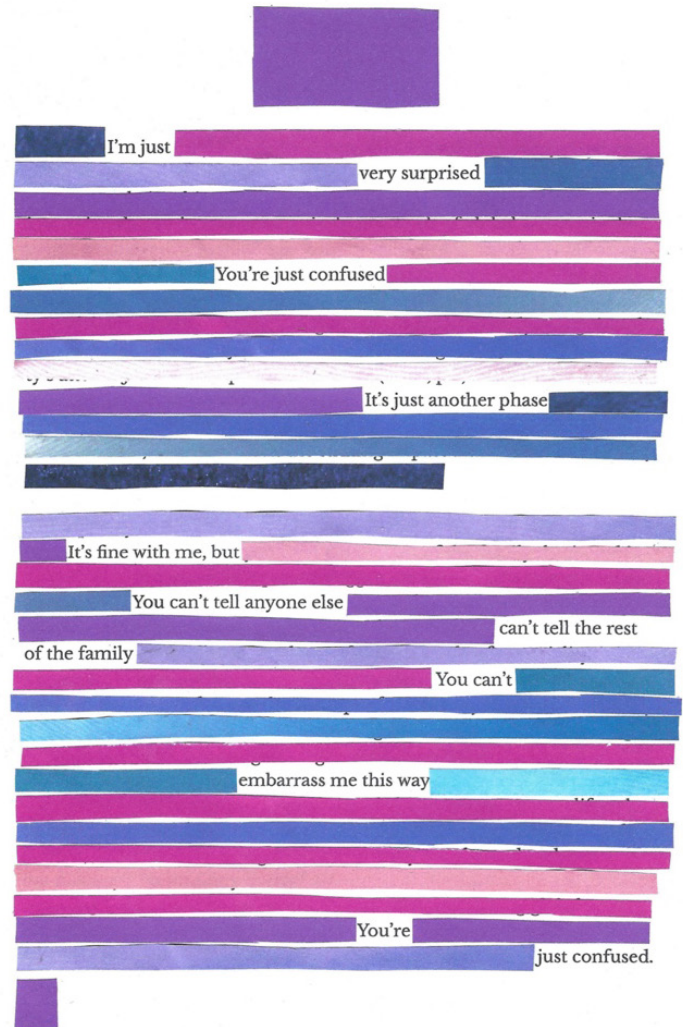 I'm just
very surprised
You're just confused
It's just another phase
It's fine with me, but
You can't tell anyone else
can't tell the rest
of the family
You can't
embarrass me this way
You're
just confused.